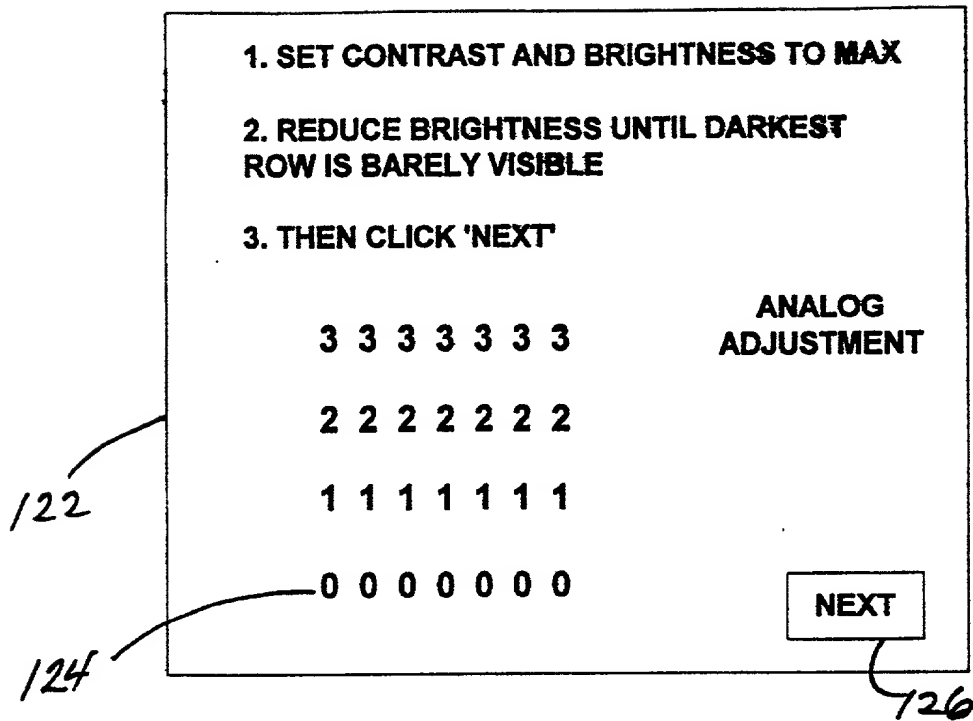 1. SET CONTRAST AND BRIGHTNESS TO MAX
2. REDUCE BRIGHTNESS UNTIL DARKEST
ROW IS BARELY VISIBLE
3. THEN CLICK 'NEXT'
ANALOG
ADJUSTMENT
3 3 3 3 3 3 3
2 2 2 2 2 2 2
1 1 1 1 1 1 1
0 0 0 0 0 0 0
NEXT
122
124
126